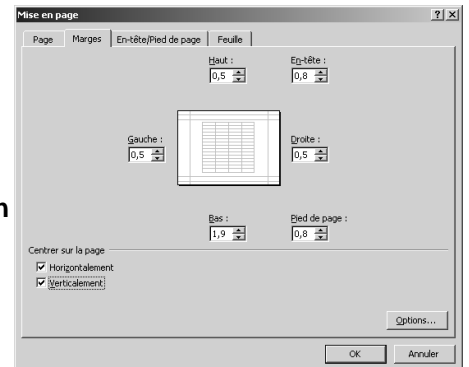 Mise en page
Page Marges En-tête/Pied de page Feuille
Haut : En-tête :
0,5 0,8
Gauche : Droite :
0,5 0,5
n
Bas : Pied de page :
1,9 0,8
Centrer sur la page
Horizontalement
Verticalement
Options...
OK Annuler